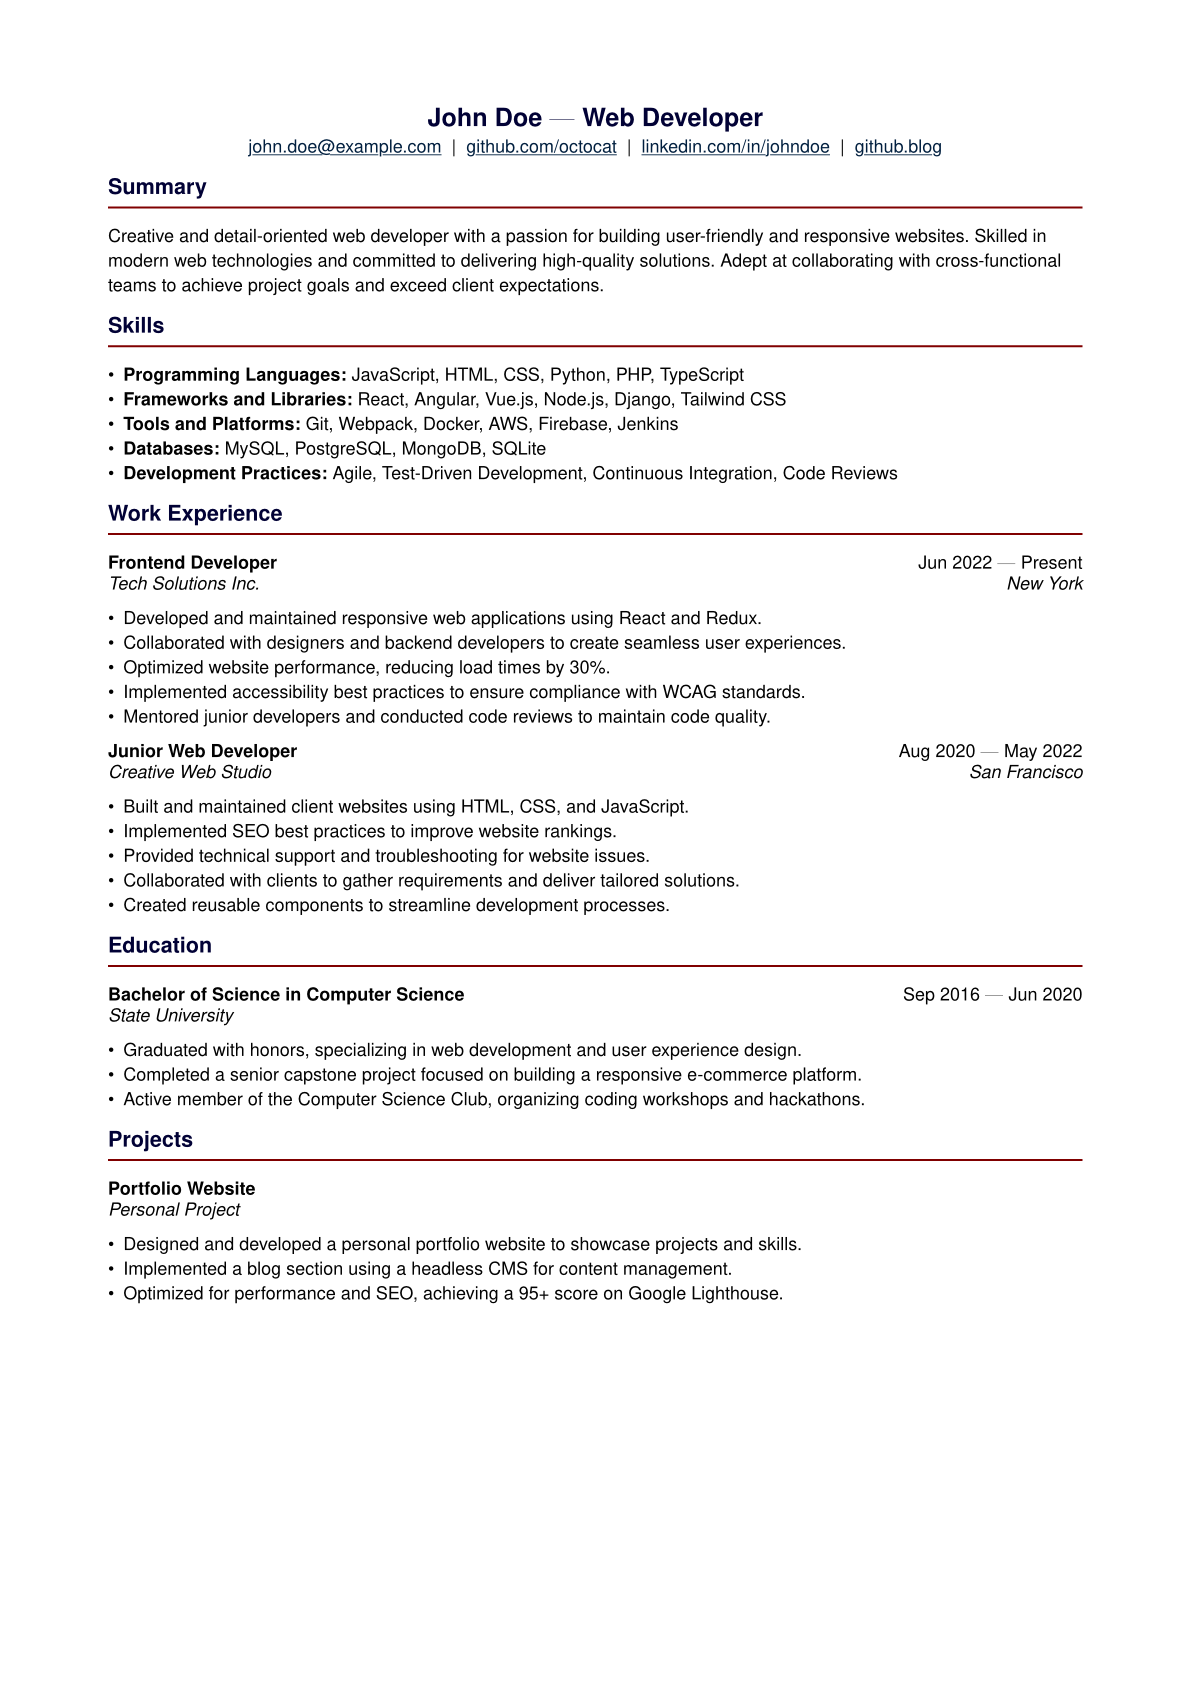 John Doe — Web Developer
john.doe@example.com | github.com/octocat | linkedin.com/in/johndoe | github.blog
Summary
Creative and detail-oriented web developer with a passion for building user-friendly and responsive websites. Skilled in
modern web technologies and committed to delivering high-quality solutions. Adept at collaborating with cross-functional
teams to achieve project goals and exceed client expectations.
Skills
• Programming Languages: JavaScript, HTML, CSS, Python, PHP, TypeScript
• Frameworks and Libraries: React, Angular, Vue.js, Node.js, Django, Tailwind CSS
• Tools and Platforms: Git, Webpack, Docker, AWS, Firebase, Jenkins
• Databases: MySQL, PostgreSQL, MongoDB, SQLite
• Development Practices: Agile, Test-Driven Development, Continuous Integration, Code Reviews
Work Experience
Frontend Developer Jun 2022 — Present
Tech Solutions Inc. New York
• Developed and maintained responsive web applications using React and Redux.
• Collaborated with designers and backend developers to create seamless user experiences.
• Optimized website performance, reducing load times by 30%.
• Implemented accessibility best practices to ensure compliance with WCAG standards.
• Mentored junior developers and conducted code reviews to maintain code quality.
Junior Web Developer Aug 2020 — May 2022
Creative Web Studio San Francisco
• Built and maintained client websites using HTML, CSS, and JavaScript.
• Implemented SEO best practices to improve website rankings.
• Provided technical support and troubleshooting for website issues.
• Collaborated with clients to gather requirements and deliver tailored solutions.
• Created reusable components to streamline development processes.
Education
Bachelor of Science in Computer Science Sep 2016 — Jun 2020
State University
• Graduated with honors, specializing in web development and user experience design.
• Completed a senior capstone project focused on building a responsive e-commerce platform.
• Active member of the Computer Science Club, organizing coding workshops and hackathons.
Projects
Portfolio Website
Personal Project
• Designed and developed a personal portfolio website to showcase projects and skills.
• Implemented a blog section using a headless CMS for content management.
• Optimized for performance and SEO, achieving a 95+ score on Google Lighthouse.